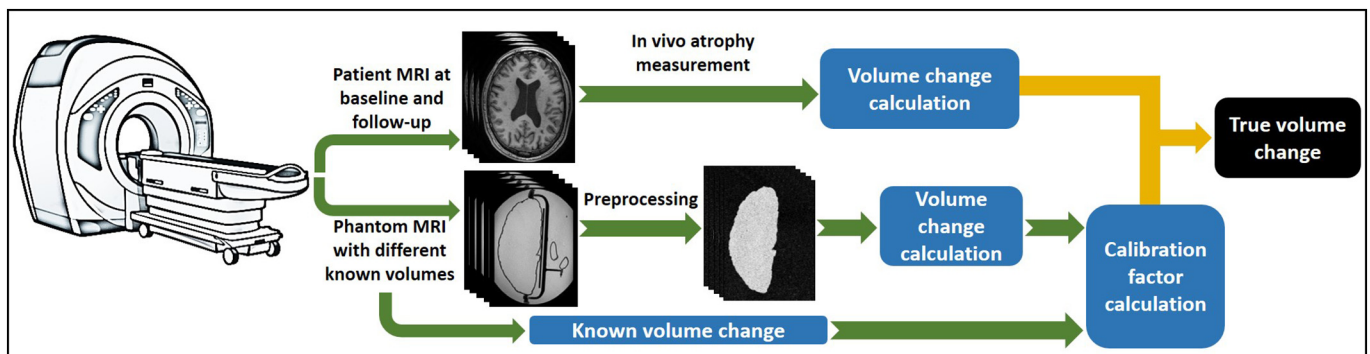 Patient MRI at
baseline and
follow-up
In vivo atrophy
measurement
Volume change
calculation
True volume
change
Phantom MRI
with different
known volumes
Preprocessing
Volume
change
calculation
Calibration
factor
calculation
Known volume change